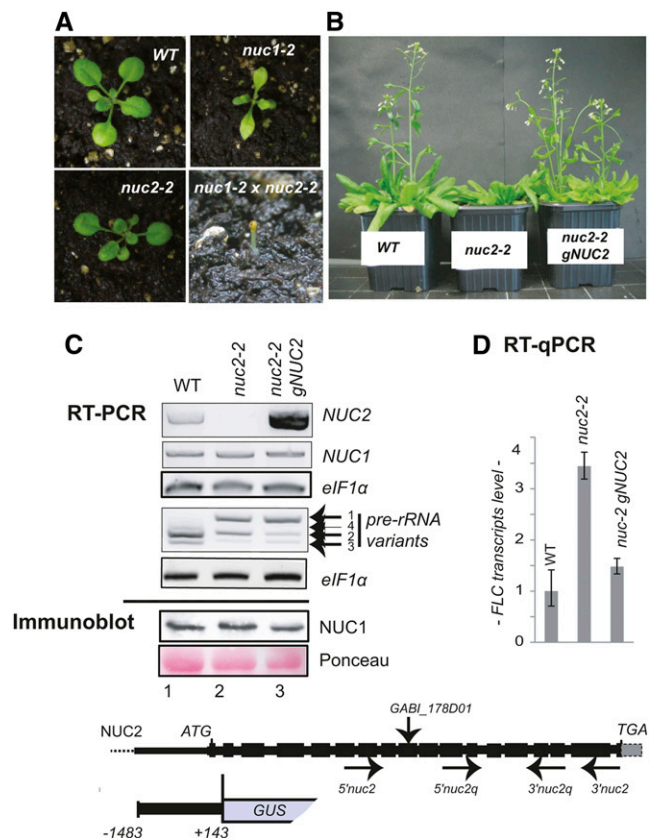 A
WT
nuc1-2
nuc2-2
nuc1-2 x nuc2-2
B
WT
nuc2-2
nuc2-2
gNUC2
C
WT
nuc2-2
nuc2-2
gNUC2
RT-PCR
NUC2
NUC1
eIF1α
1
4
2
3
pre-rRNA
variants
eIF1α
Immunoblot
NUC1
Ponceau
1 2 3
D RT-qPCR
- FLC transcripts level -
4
3
2
1
0
WT
nuc2-2
nuc-2 gNUC2
GABI_178D01
NUC2 ATG TGA
5'nuc2 5'nuc2q 3'nuc2q 3'nuc2
GUS
-1483 +143